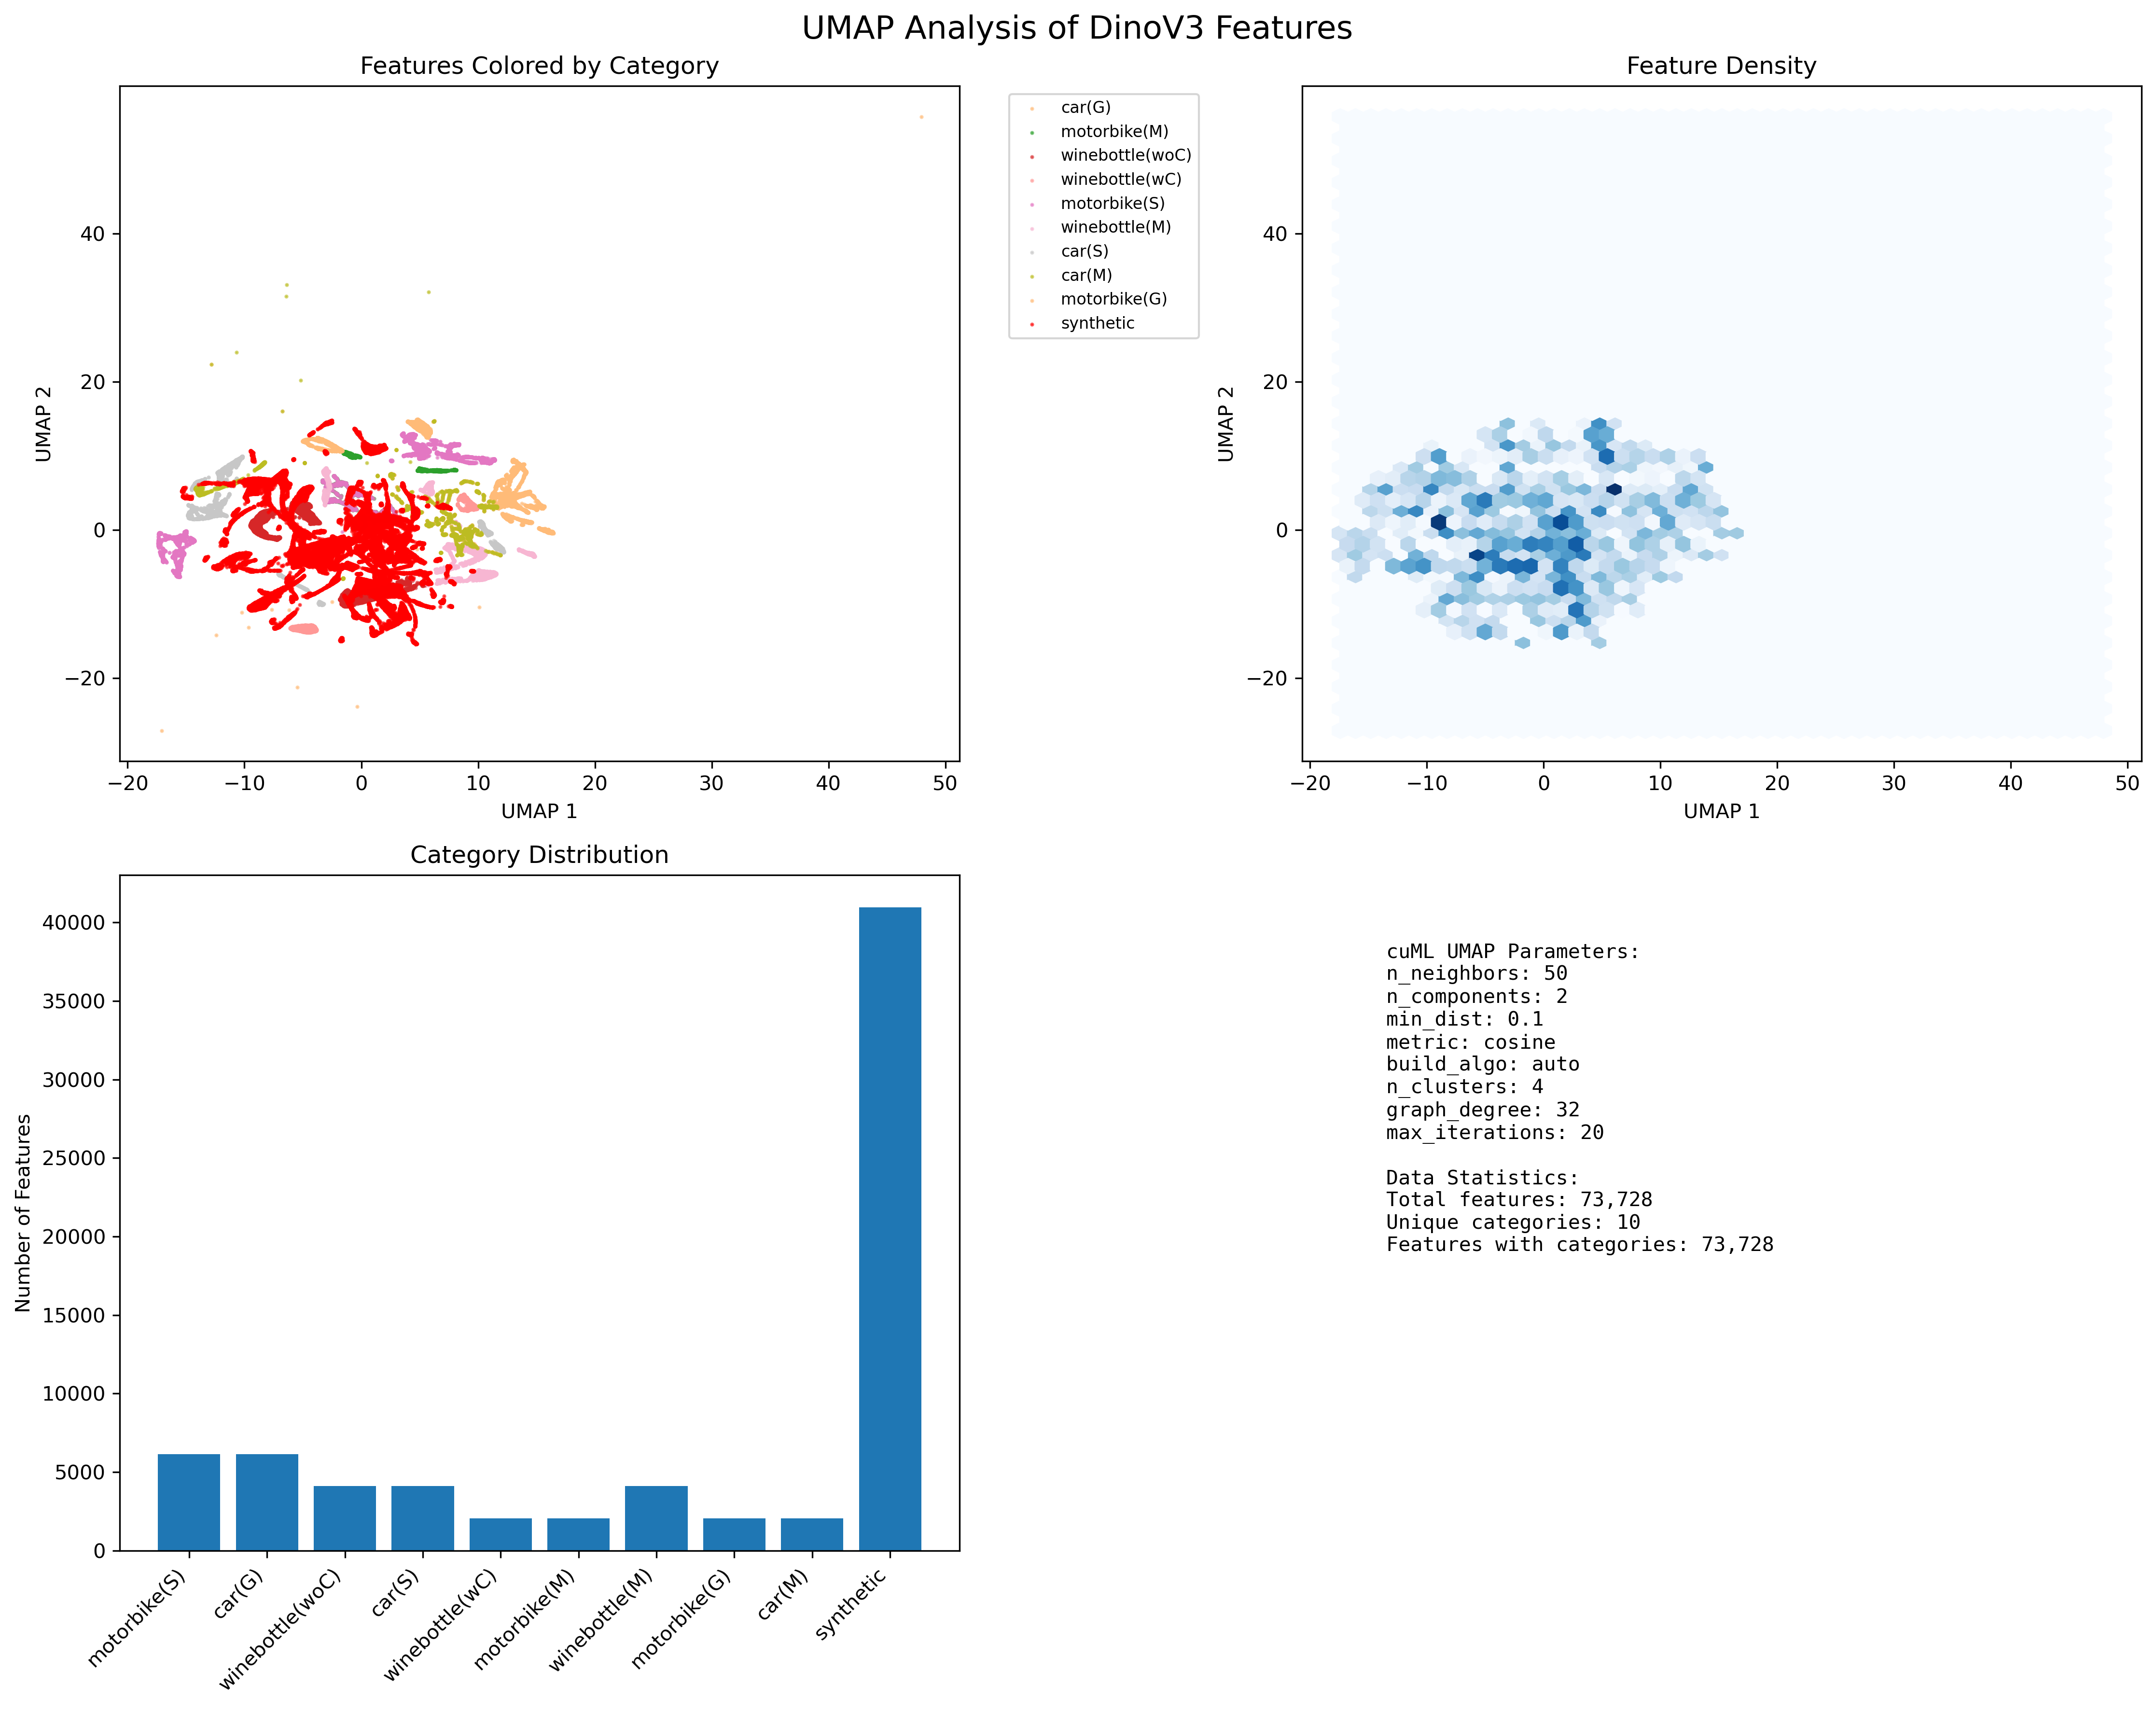 UMAP Analysis of DinoV3 Features
Features Colored by Category
UMAP 2
40
20
0
−20
−20
−10
0
10
20
30
40
50
UMAP 1
car(G)
motorbike(M)
winebottle(woC)
winebottle(wC)
motorbike(S)
winebottle(M)
car(S)
car(M)
motorbike(G)
synthetic
Feature Density
UMAP 2
40
20
0
−20
−20
−10
0
10
20
30
40
50
UMAP 1
Category Distribution
Number of Features
40000
35000
30000
25000
20000
15000
10000
5000
0
motorbike(S)
car(G)
winebottle(woC)
car(S)
winebottle(wC)
motorbike(M)
winebottle(M)
motorbike(G)
car(M)
synthetic
cuML UMAP Parameters:
n_neighbors: 50
n_components: 2
min_dist: 0.1
metric: cosine
build_algo: auto
n_clusters: 4
graph_degree: 32
max_iterations: 20
Data Statistics:
Total features: 73,728
Unique categories: 10
Features with categories: 73,728